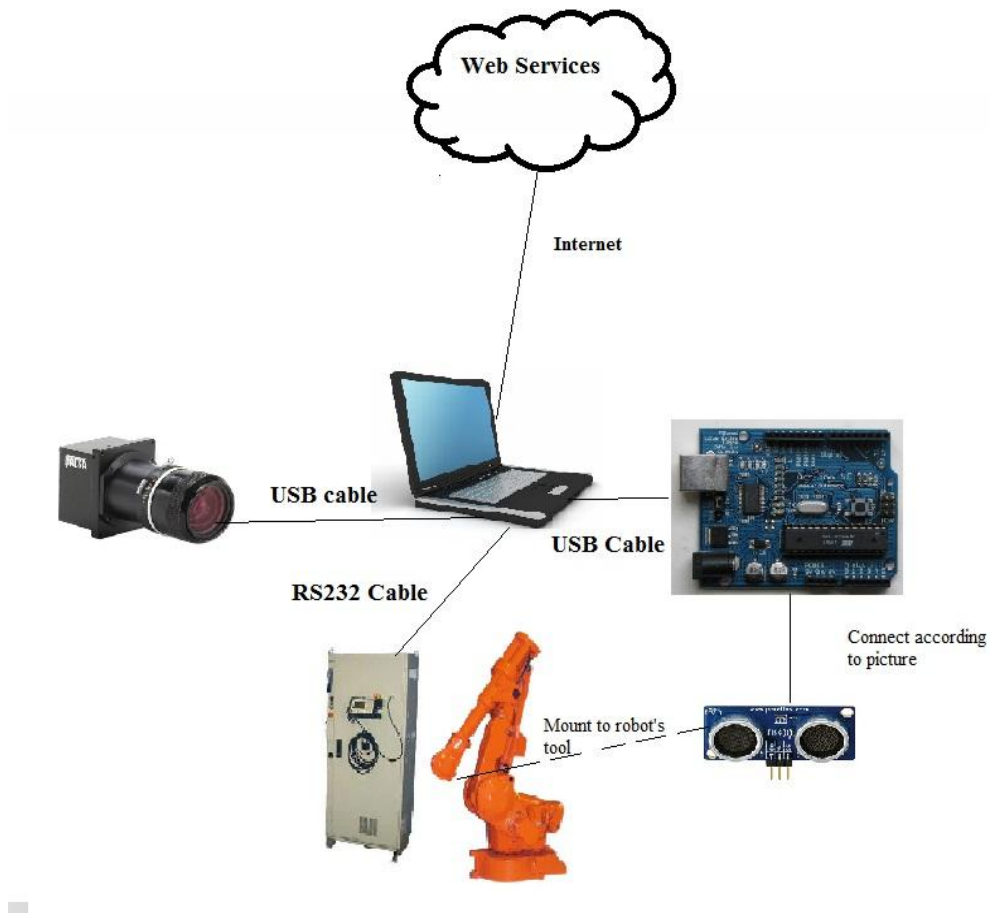 Web Services
Internet
USB cable
USB Cable
RS232 Cable
Connect according
to picture
Mount to robot's
tool